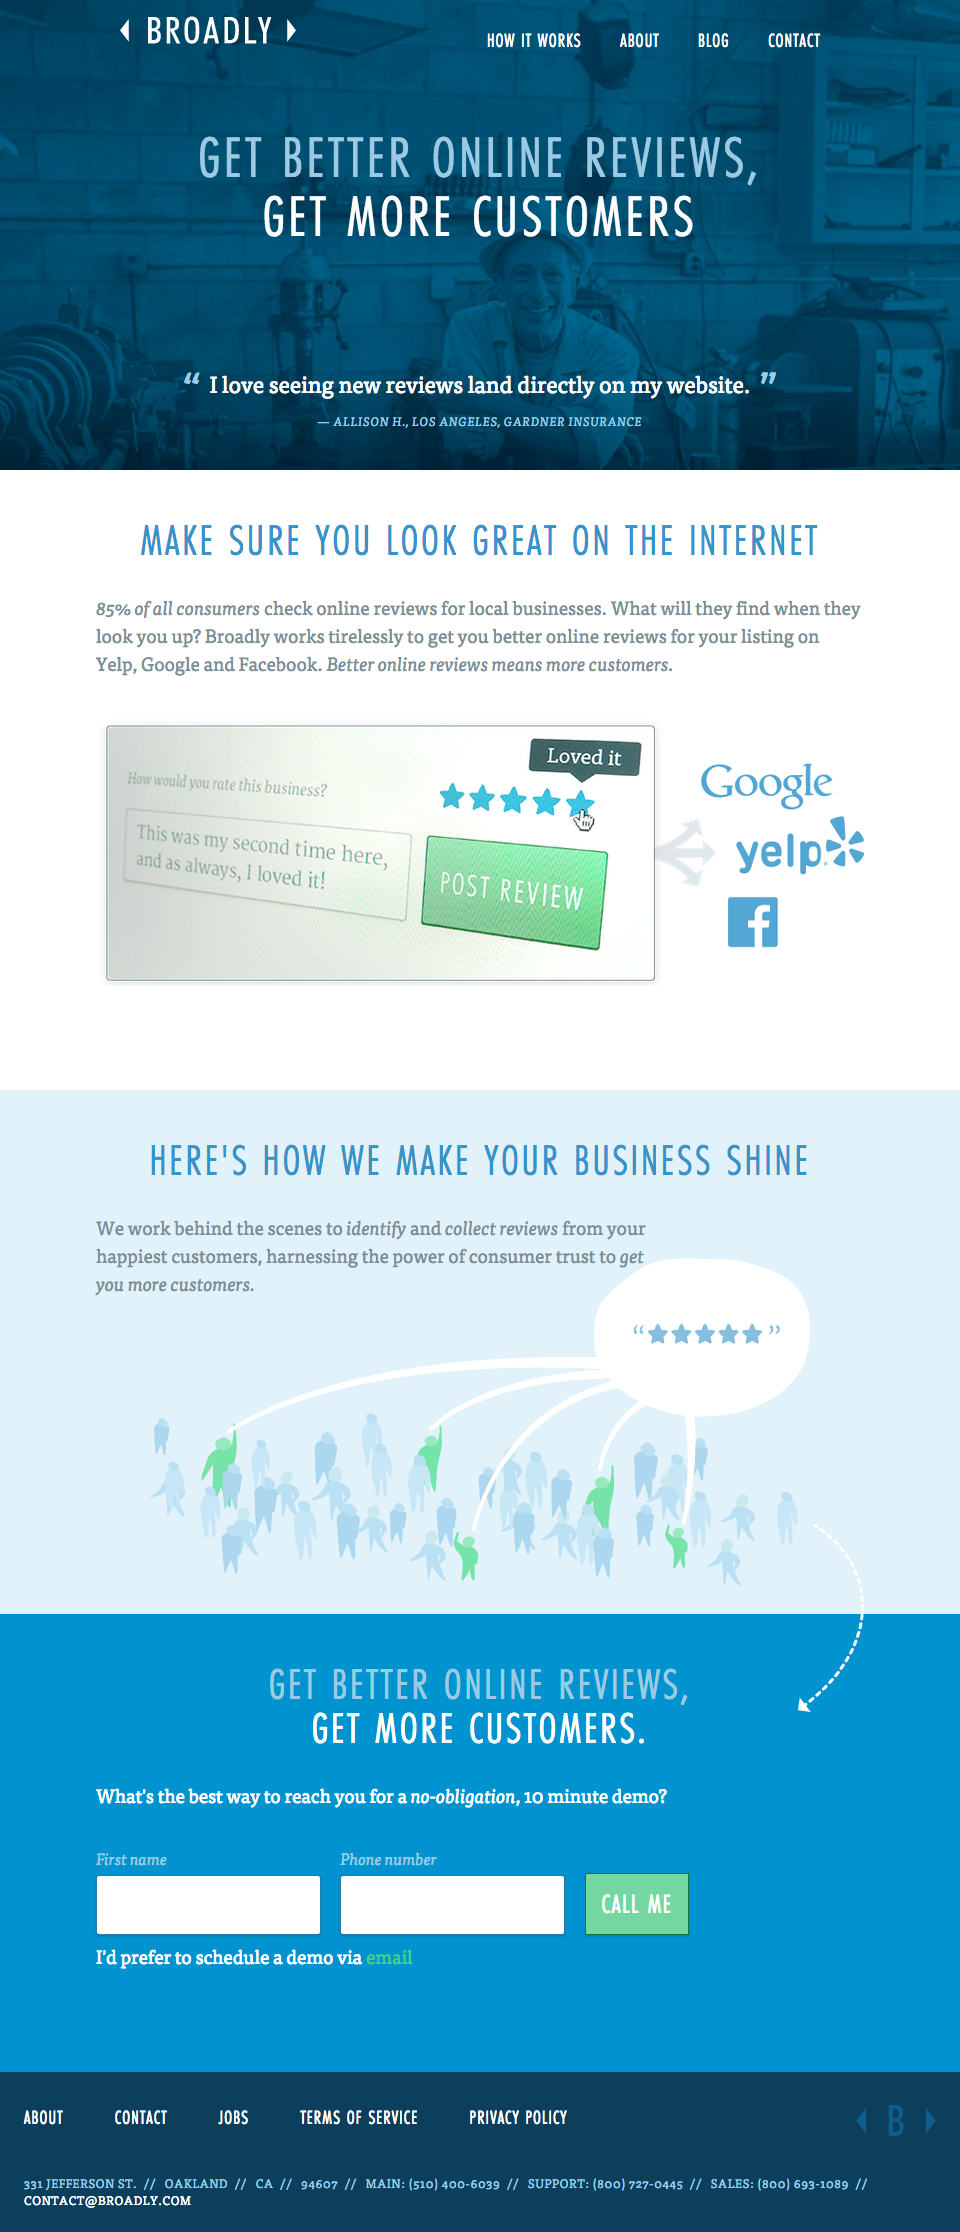 BROADLY
HOW IT WORKS ABOUT BLOG CONTACT
GET BETTER ONLINE REVIEWS,
GET MORE CUSTOMERS
“ I love seeing new reviews land directly on my website. ”
— ALLISON H., LOS ANGELES, GARDNER INSURANCE
MAKE SURE YOU LOOK GREAT ON THE INTERNET
85% of all consumers check online reviews for local businesses. What will they find when they
look you up? Broadly works tirelessly to get you better online reviews for your listing on
Yelp, Google and Facebook. Better online reviews means more customers.
Loved it
How would you rate this business?
This was my second time here,
and as always, I loved it!
POST REVIEW
Google
yelp
f
HERE'S HOW WE MAKE YOUR BUSINESS SHINE
We work behind the scenes to identify and collect reviews from your
happiest customers, harnessing the power of consumer trust to get
you more customers.
“★★★★★”
GET BETTER ONLINE REVIEWS,
GET MORE CUSTOMERS.
What's the best way to reach you for a no-obligation, 10 minute demo?
First name Phone number
CALL ME
I'd prefer to schedule a demo via email
ABOUT CONTACT JOBS TERMS OF SERVICE PRIVACY POLICY
B
331 JEFFERSON ST. // OAKLAND // CA // 94607 // MAIN: (510) 400-6039 // SUPPORT: (800) 727-0445 // SALES: (800) 693-1089 //
CONTACT@BROADLY.COM